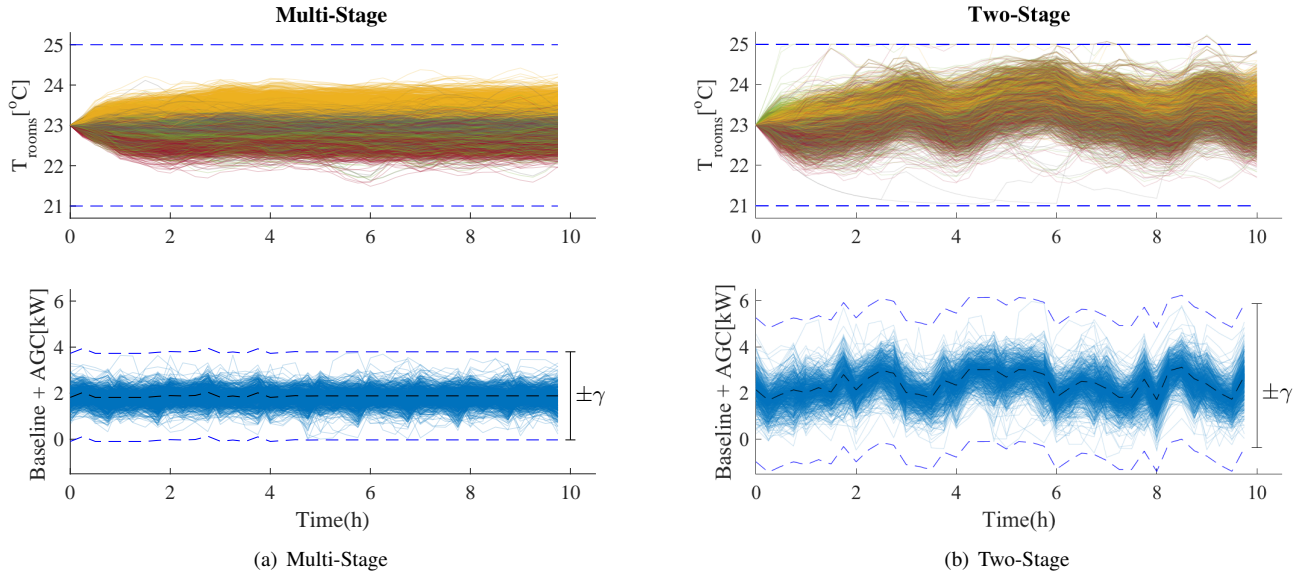 Multi-Stage
T_rooms[°C]
25
24
23
22
21
0 2 4 6 8 10
Baseline + AGC[kW]
6
4
2
0
±γ
0 2 4 6 8 10
Time(h)
(a) Multi-Stage
Two-Stage
T_rooms[°C]
25
24
23
22
21
0 2 4 6 8 10
Baseline + AGC[kW]
6
4
2
0
±γ
0 2 4 6 8 10
Time(h)
(b) Two-Stage